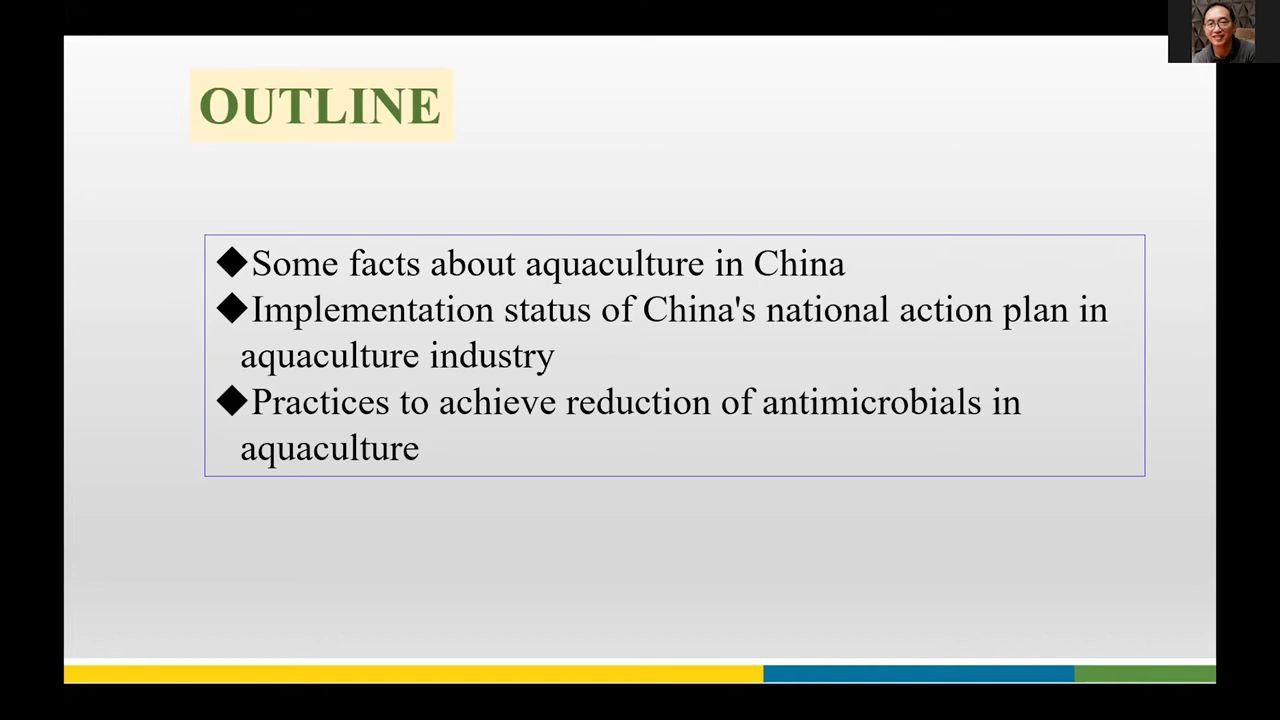 OUTLINE
◆Some facts about aquaculture in China
◆Implementation status of China's national action plan in
aquaculture industry
◆Practices to achieve reduction of antimicrobials in
aquaculture